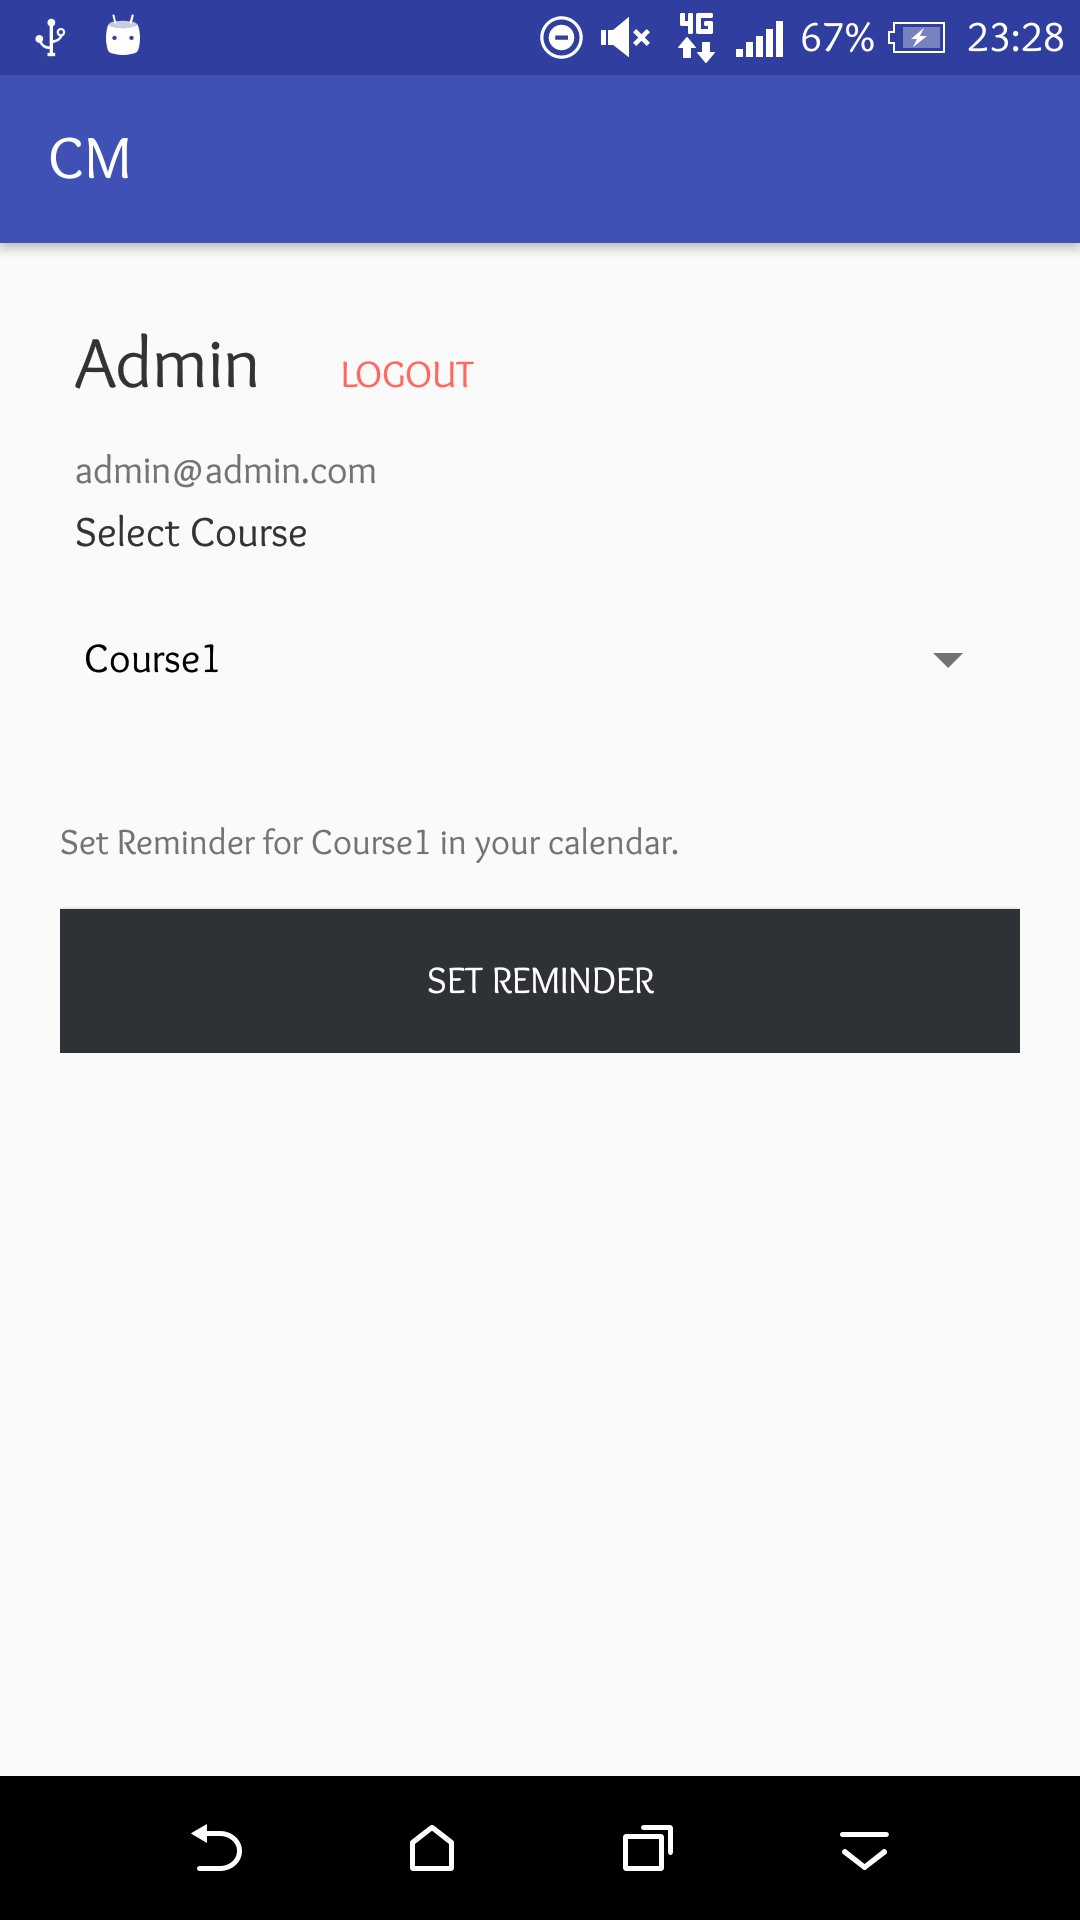 4G 67% 23:28
CM
Admin LOGOUT
admin@admin.com
Select Course
Course1
Set Reminder for Course1 in your calendar.
SET REMINDER